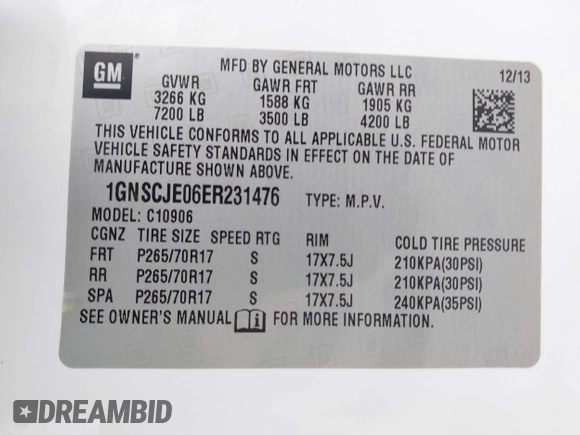 GM
MFD BY GENERAL MOTORS LLC
12/13
GVWR GAWR FRT GAWR RR
3266 KG 1588 KG 1905 KG
7200 LB 3500 LB 4200 LB
THIS VEHICLE CONFORMS TO ALL APPLICABLE U.S. FEDERAL MOTOR
VEHICLE SAFETY STANDARDS IN EFFECT ON THE DATE OF
MANUFACTURE SHOWN ABOVE.
1GNSCJE06ER231476 TYPE: M.P.V.
MODEL: C10906
CGNZ TIRE SIZE SPEED RTG RIM COLD TIRE PRESSURE
FRT P265/70R17 S 17X7.5J 210KPA(30PSI)
RR P265/70R17 S 17X7.5J 210KPA(30PSI)
SPA P265/70R17 S 17X7.5J 240KPA(35PSI)
SEE OWNER'S MANUAL i FOR MORE INFORMATION.
DREAMBID